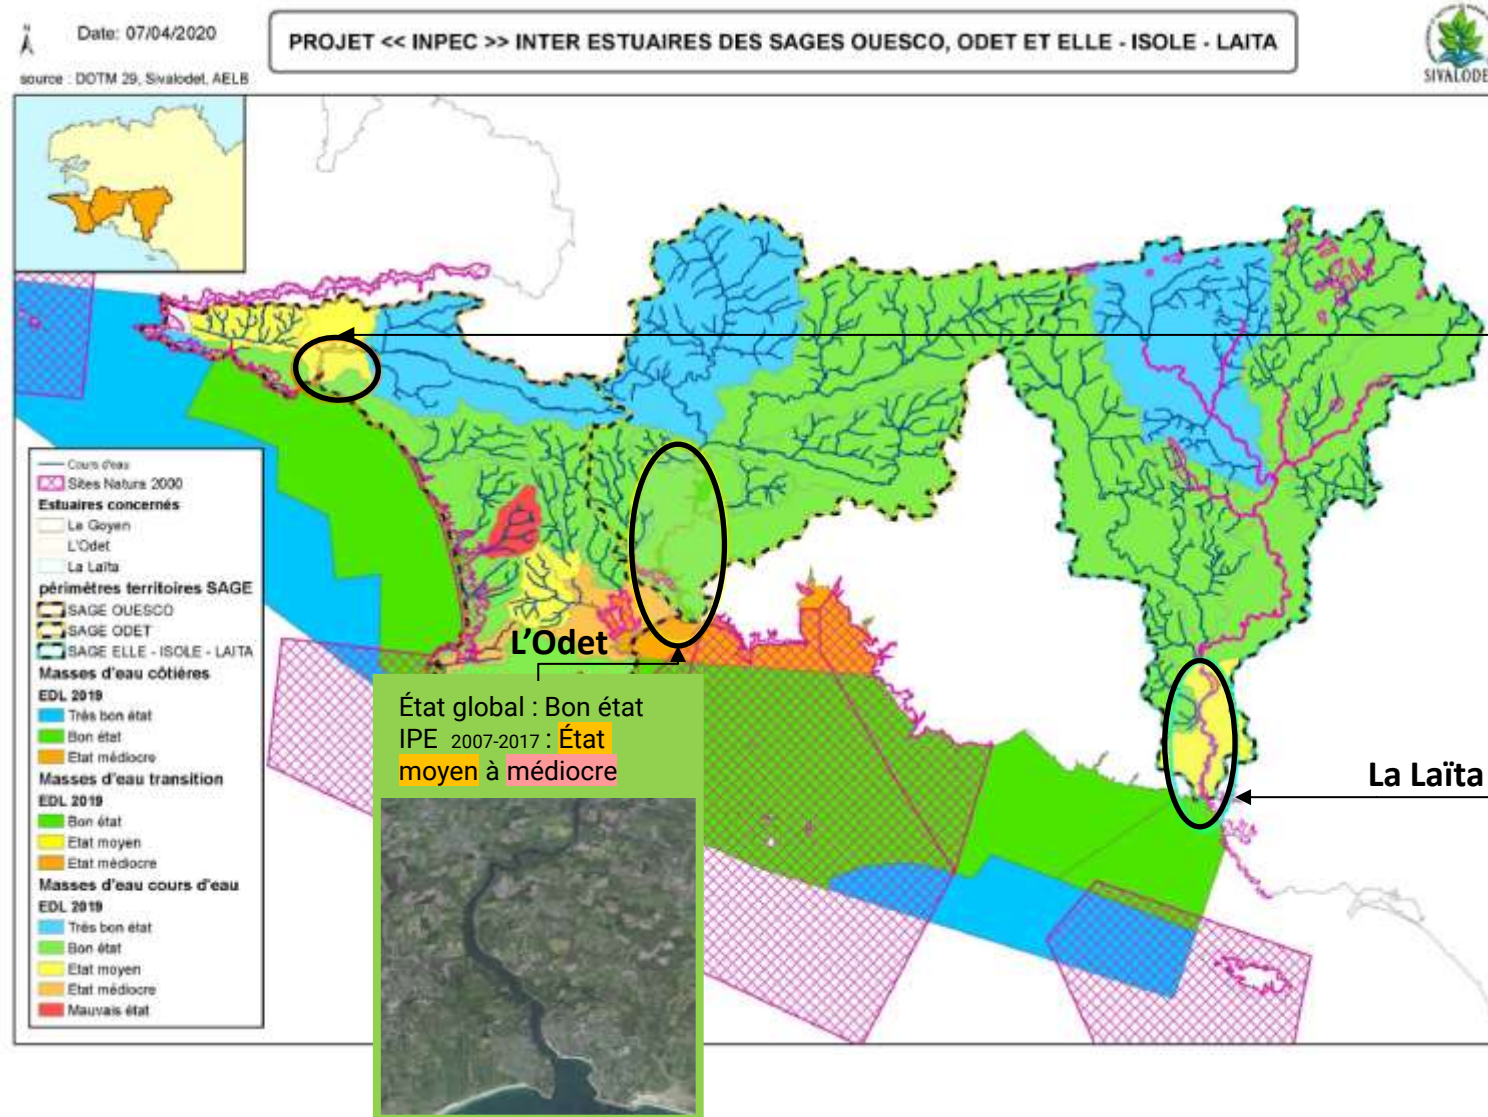 N
Date: 07/04/2020
source : DDTM 29, Sivalodet, AELB
PROJET << INPEC >> INTER ESTUAIRES DES SAGES OUESCO, ODET ET ELLE - ISOLE - LAITA
SIVALODE
Cours d'eau
Sites Natura 2000
Estuaires concernés
Le Goyen
L'Odet
La Laïta
périmètres territoires SAGE
SAGE OUESCO
SAGE ODET
SAGE ELLE - ISOLE - LAITA
Masses d'eau côtières
EDL 2019
Très bon état
Bon état
Etat médiocre
Masses d'eau transition
EDL 2019
Bon état
Etat moyen
Etat médiocre
Masses d'eau cours d'eau
EDL 2019
Très bon état
Bon état
Etat moyen
Etat médiocre
Mauvais état
L'Odet
État global : Bon état
IPE 2007-2017 : État
moyen à médiocre
La Laïta